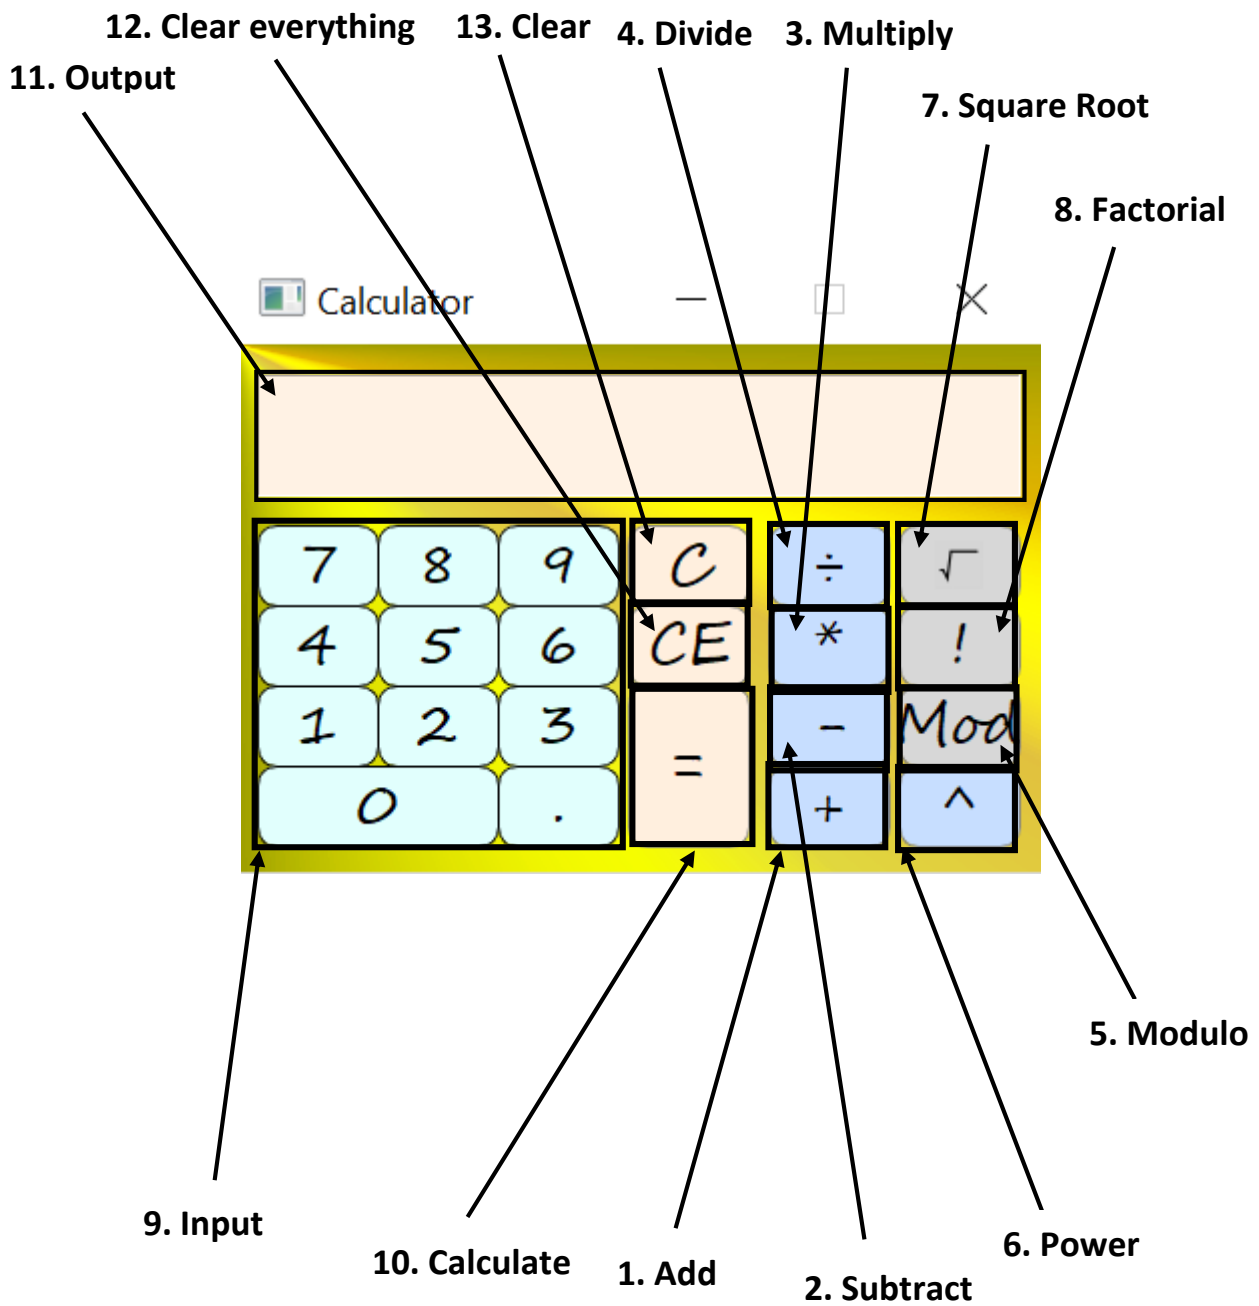 12. Clear everything
13. Clear
4. Divide
3. Multiply
11. Output
7. Square Root
8. Factorial
Calculator
7 8 9 C ÷ √
4 5 6 CE * !
1 2 3 = - Mod
0 . + ^
5. Modulo
9. Input
10. Calculate
1. Add
2. Subtract
6. Power